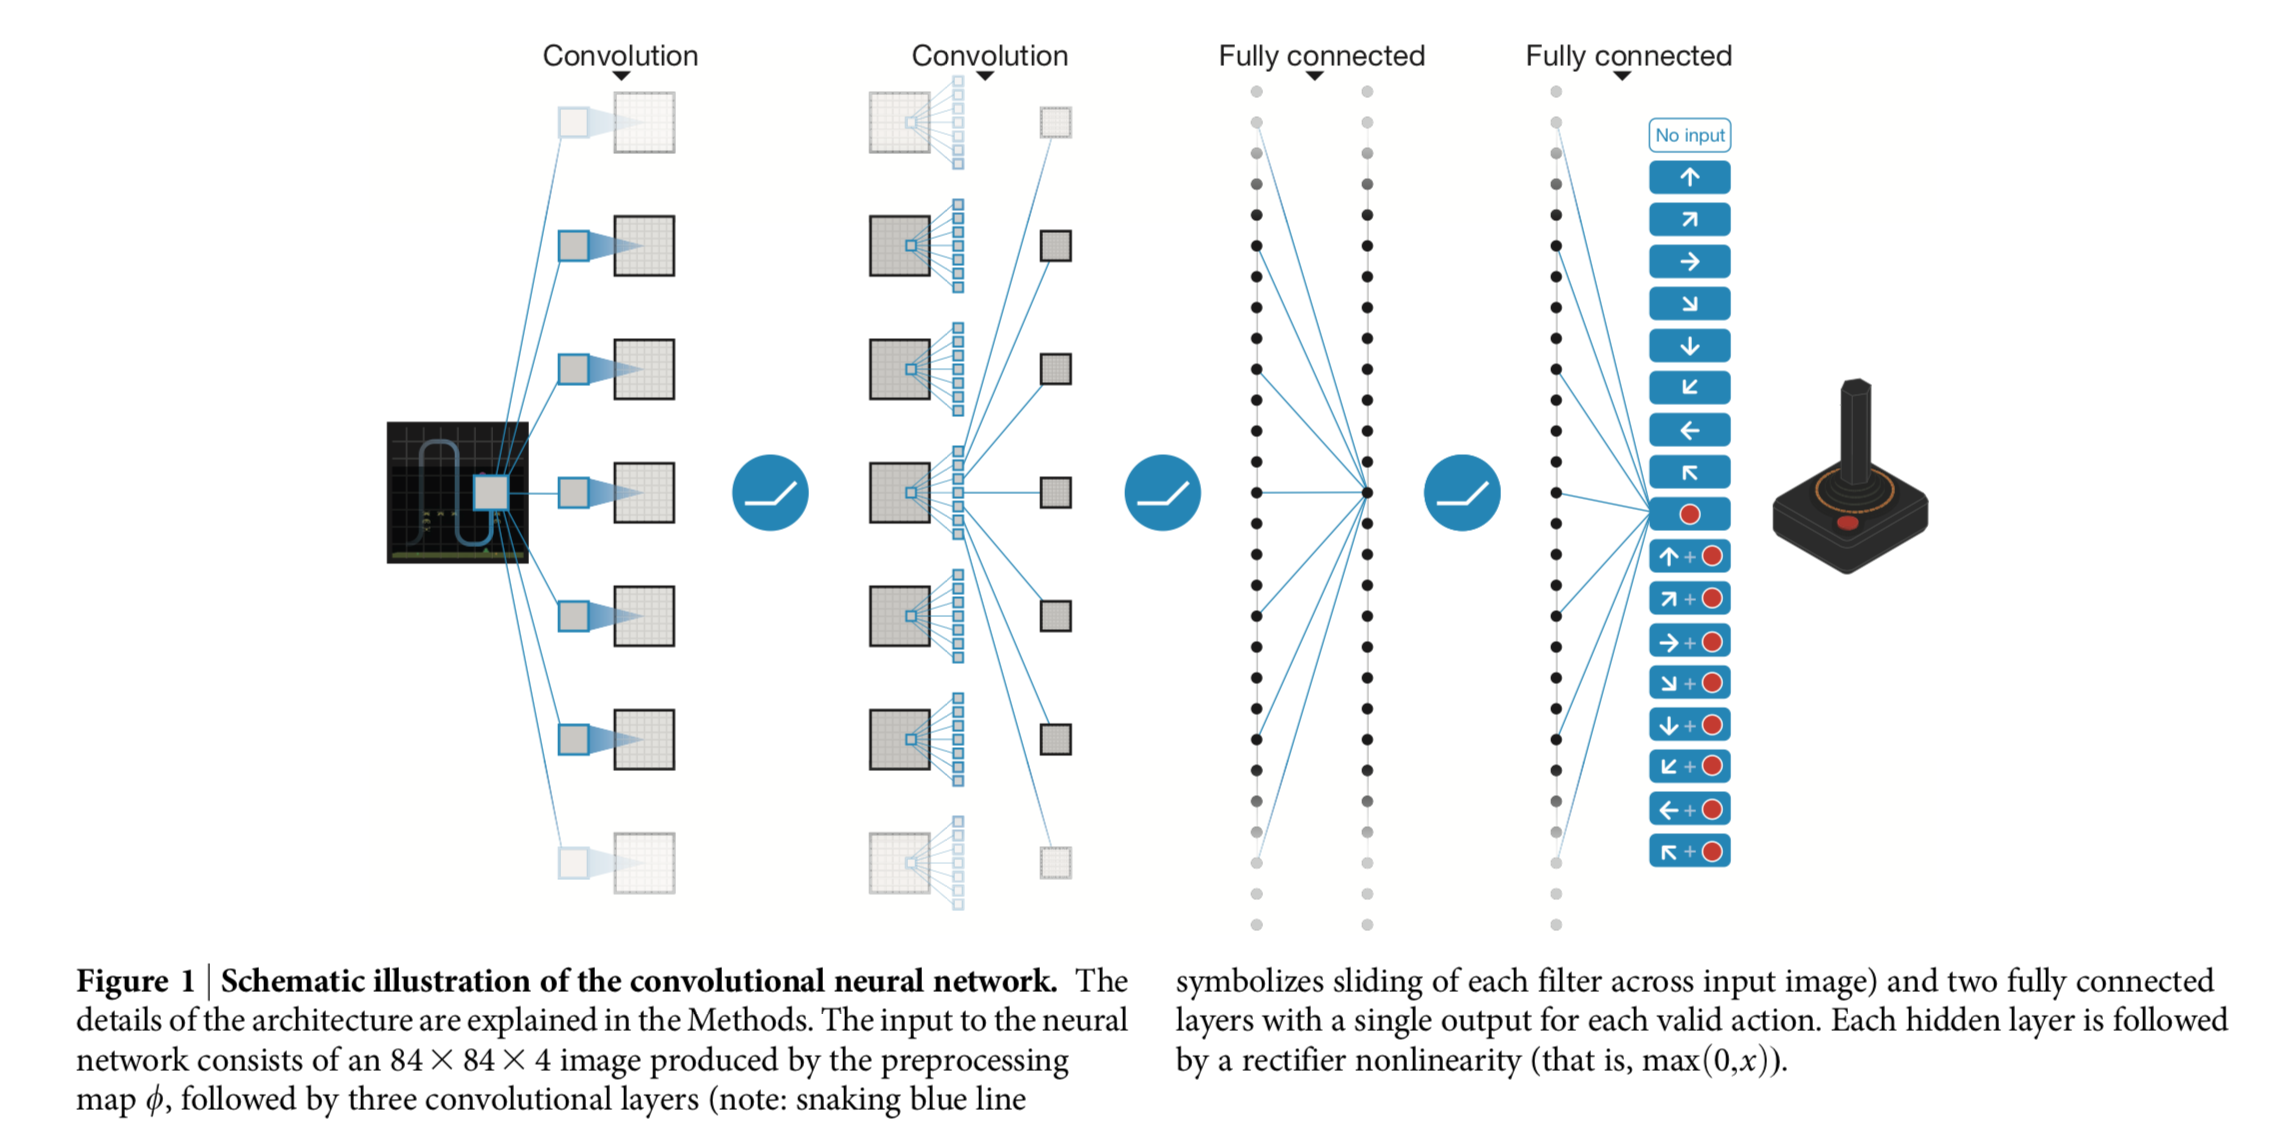 Convolution
Convolution
Fully connected
Fully connected
No input
Figure 1 | Schematic illustration of the convolutional neural network. The
details of the architecture are explained in the Methods. The input to the neural
network consists of an 84 × 84 × 4 image produced by the preprocessing
map ϕ, followed by three convolutional layers (note: snaking blue line
symbolizes sliding of each filter across input image) and two fully connected
layers with a single output for each valid action. Each hidden layer is followed
by a rectifier nonlinearity (that is, max(0,x)).